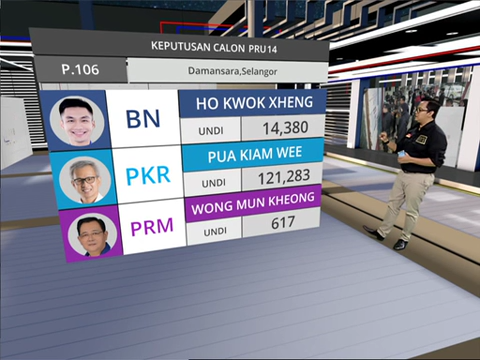 KEPUTUSAN CALON PRU14
P.106
Damansara,Selangor
BN
HO KWOK XHENG
UNDI 14,380
PKR
PUA KIAM WEE
UNDI 121,283
PRM
WONG MUN KHEONG
UNDI 617